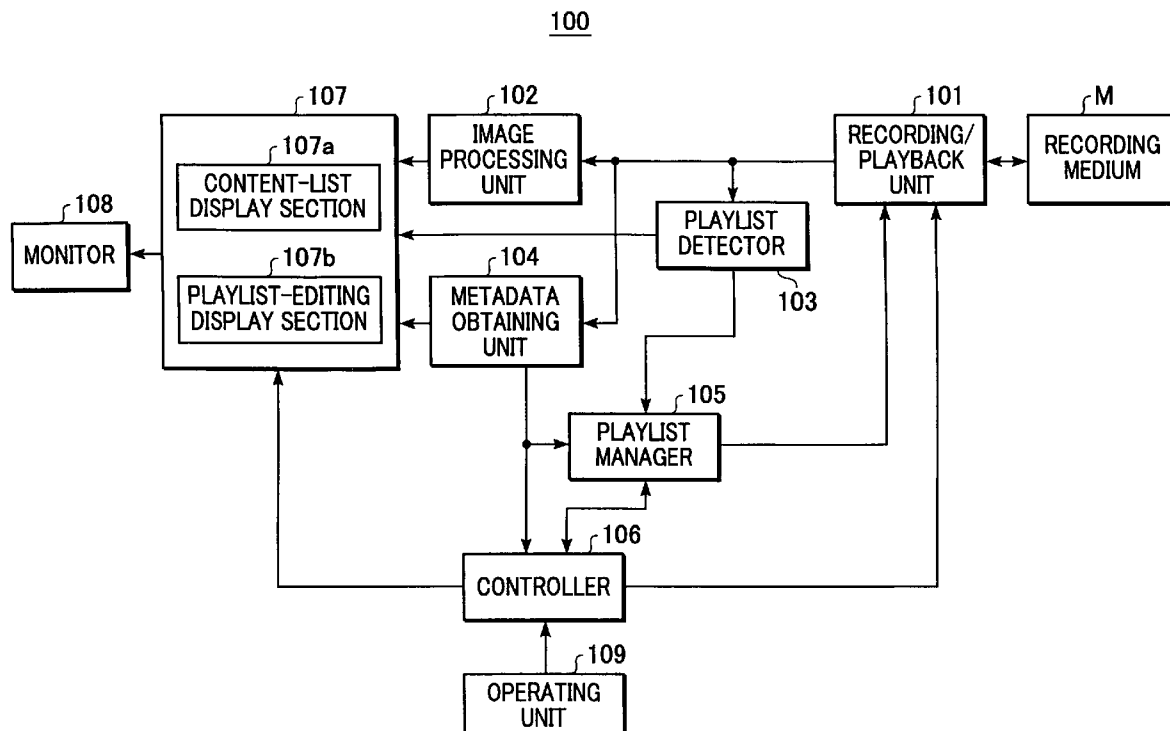 100
107
102
101
M
IMAGE
PROCESSING
UNIT
RECORDING/
PLAYBACK
UNIT
RECORDING
MEDIUM
107a
CONTENT-LIST
DISPLAY SECTION
108
MONITOR
PLAYLIST
DETECTOR
103
107b
PLAYLIST-EDITING
DISPLAY SECTION
104
METADATA
OBTAINING
UNIT
105
PLAYLIST
MANAGER
106
CONTROLLER
109
OPERATING
UNIT